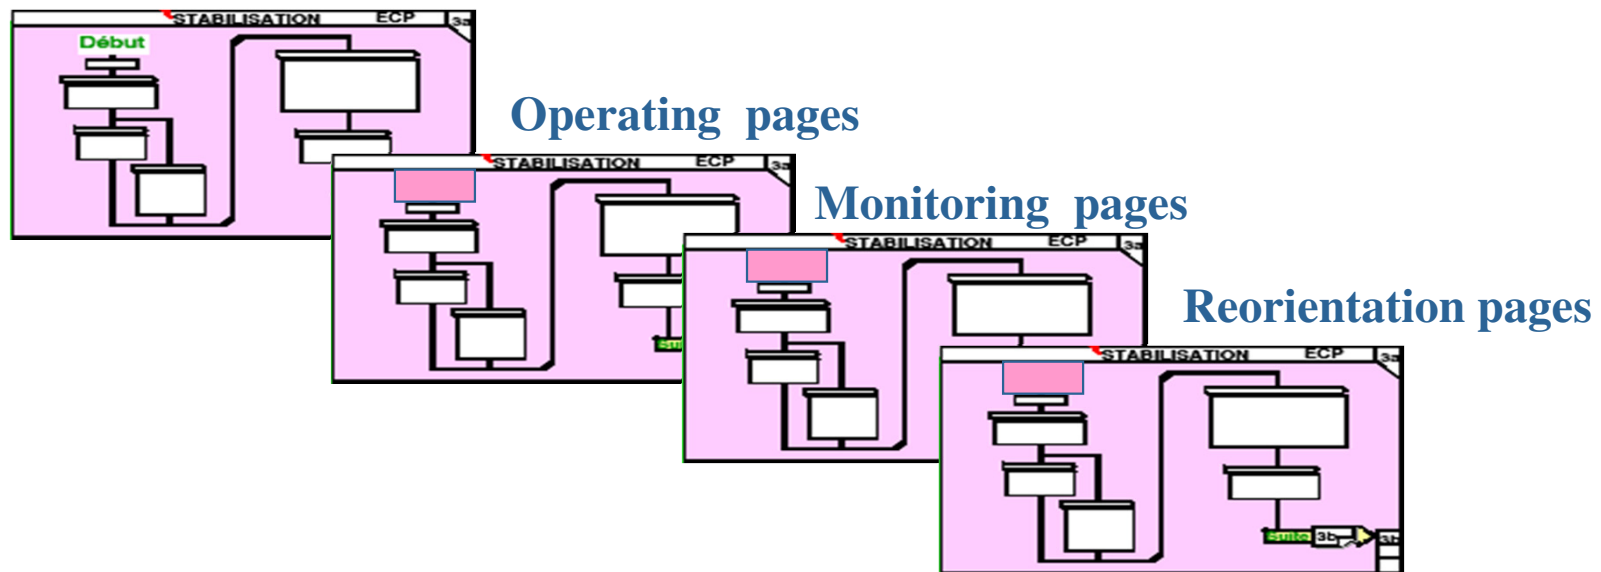 STABILISATION ECP 3a
Début
Operating pages
STABILISATION ECP 3a
Monitoring pages
STABILISATION ECP 3a
Reorientation pages
STABILISATION ECP 3a
Suite 3b 3b